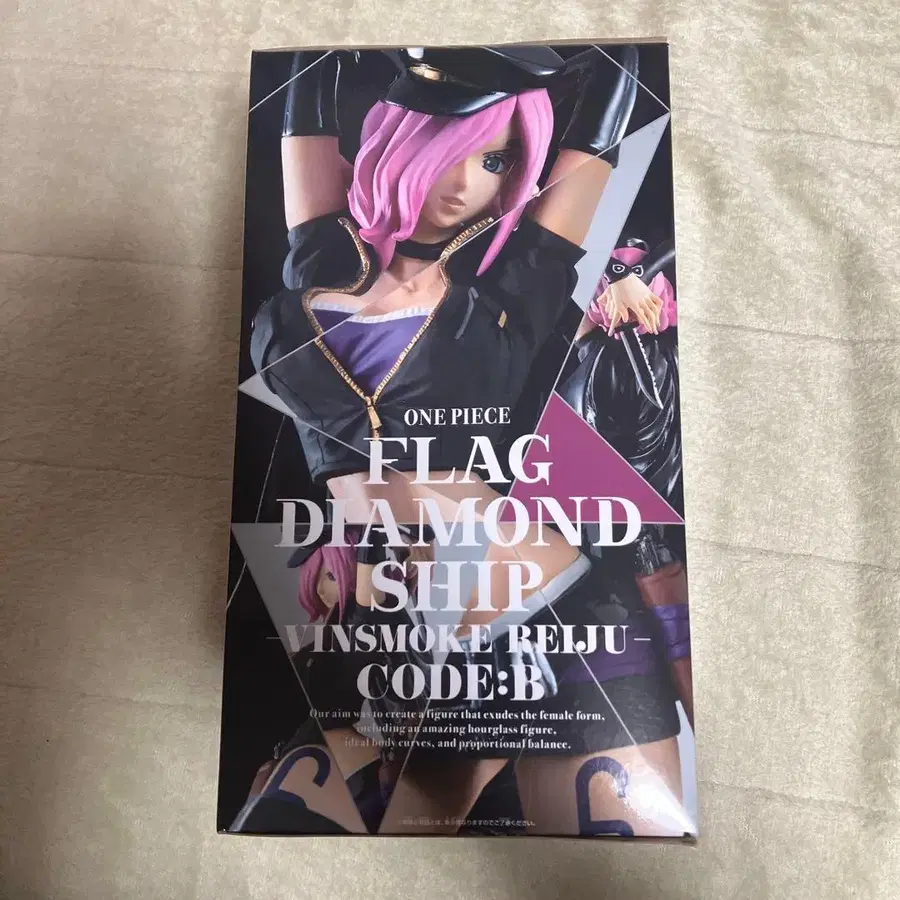 ONE PIECE
FLAG
DIAMOND
SHIP
-VINSMOKE REIJU-
CODE:B
Our aim was to create a figure that exudes the female form,
including an amazing hourglass figure,
ideal body curves, and proportional balance.